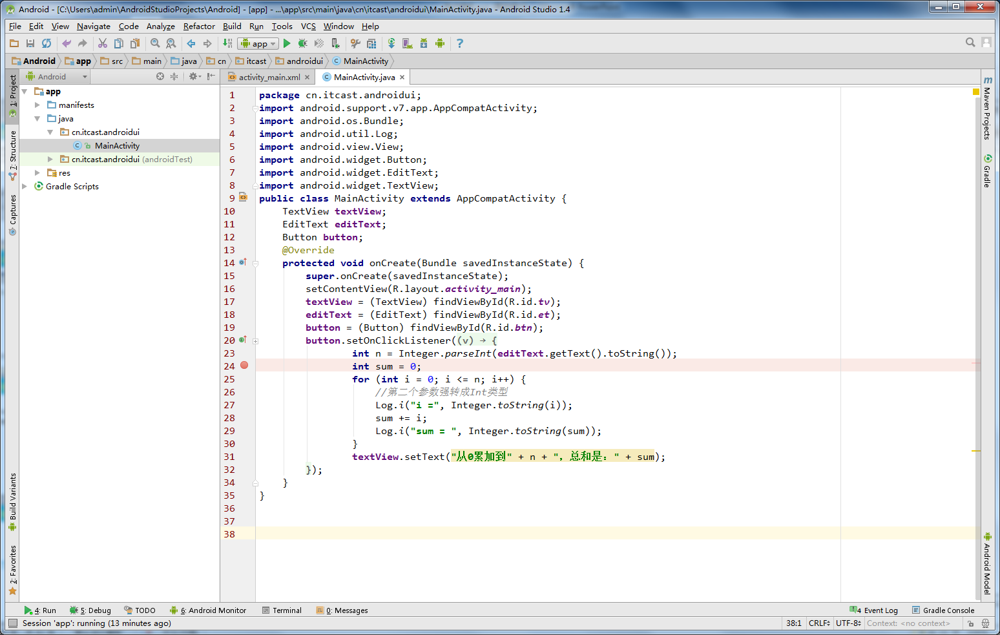 Android - [C:\Users\admin\AndroidStudioProjects\Android] - [app] - ...\app\src\main\java\cn\itcast\androidui\MainActivity.java - Android Studio 1.4
File Edit View Navigate Code Analyze Refactor Build Run Tools VCS Window Help
app
Android app src main java cn itcast androidui MainActivity
Android
activity_main.xml
MainActivity.java
1: Project
7: Structure
Captures
Build Variants
2: Favorites
app
manifests
java
cn.itcast.androidui
MainActivity
cn.itcast.androidui (androidTest)
res
Gradle Scripts
1 package cn.itcast.androidui;
2 import android.support.v7.app.AppCompatActivity;
3 import android.os.Bundle;
4 import android.util.Log;
5 import android.view.View;
6 import android.widget.Button;
7 import android.widget.EditText;
8 import android.widget.TextView;
9 public class MainActivity extends AppCompatActivity {
10 TextView textView;
11 EditText editText;
12 Button button;
13 @Override
14 protected void onCreate(Bundle savedInstanceState) {
15 super.onCreate(savedInstanceState);
16 setContentView(R.layout.activity_main);
17 textView = (TextView) findViewById(R.id.tv);
18 editText = (EditText) findViewById(R.id.et);
19 button = (Button) findViewById(R.id.btn);
20 button.setOnClickListener((v) → {
23 int n = Integer.parseInt(editText.getText().toString());
24 int sum = 0;
25 for (int i = 0; i <= n; i++) {
26 //第二个参数强转成Int类型
27 Log.i("i =", Integer.toString(i));
28 sum += i;
29 Log.i("sum = ", Integer.toString(sum));
30 }
31 textView.setText("从0累加到" + n + "，总和是：" + sum);
32 });
34 }
35 }
36
37
38
Maven Projects
Gradle
Android Model
4: Run 5: Debug TODO 6: Android Monitor Terminal 0: Messages 4 Event Log Gradle Console
Session 'app': running (13 minutes ago) 38:1 CRLF UTF-8 Context: <no context>